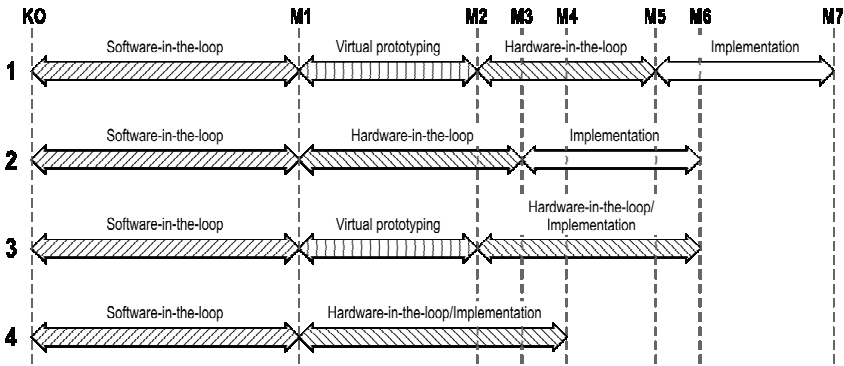 KO M1 M2 M3 M4 M5 M6 M7
Software-in-the-loop Virtual prototyping Hardware-in-the-loop Implementation
1
Software-in-the-loop Hardware-in-the-loop Implementation
2
Software-in-the-loop Virtual prototyping Hardware-in-the-loop/
Implementation
3
Software-in-the-loop Hardware-in-the-loop/Implementation
4